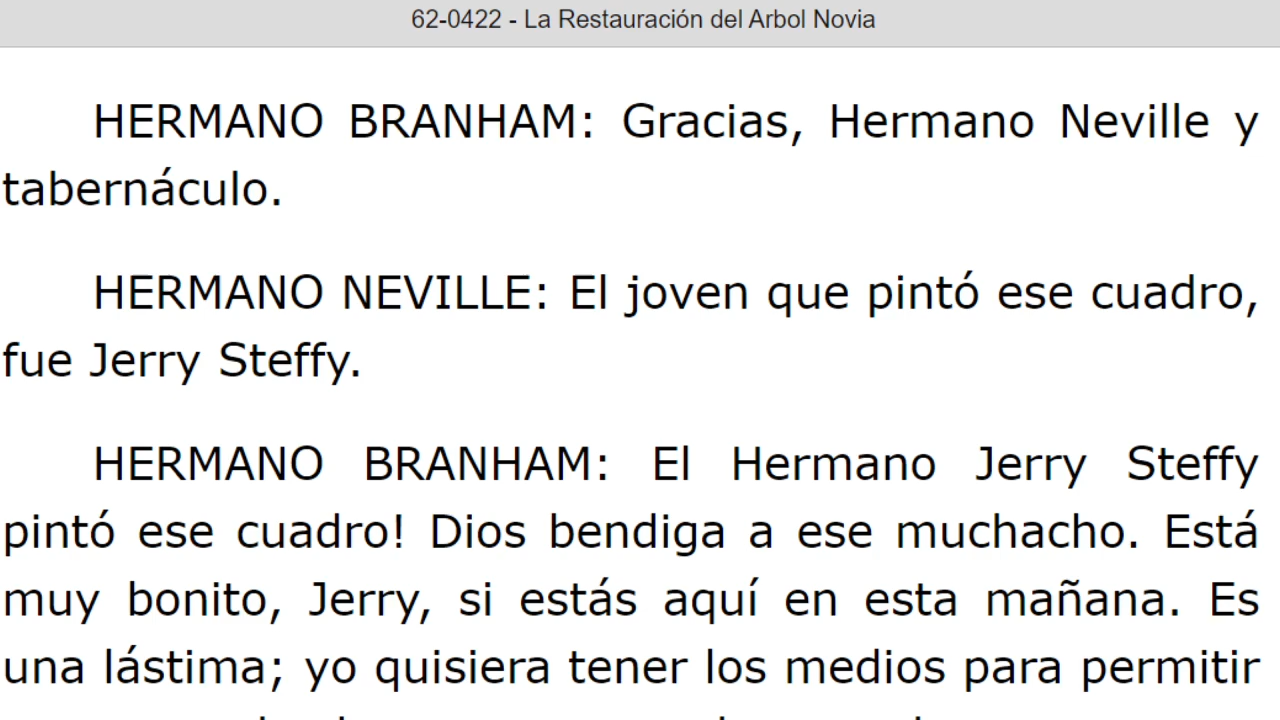 62-0422 - La Restauración del Arbol Novia
HERMANO BRANHAM: Gracias, Hermano Neville y
tabernáculo.
HERMANO NEVILLE: El joven que pintó ese cuadro,
fue Jerry Steffy.
HERMANO BRANHAM: El Hermano Jerry Steffy
pintó ese cuadro! Dios bendiga a ese muchacho. Está
muy bonito, Jerry, si estás aquí en esta mañana. Es
una lástima; yo quisiera tener los medios para permitir